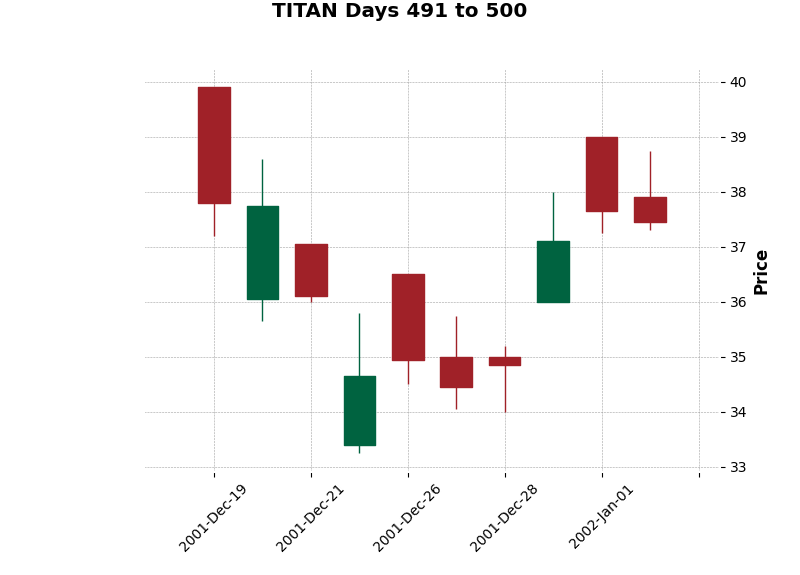 TITAN Days 491 to 500
40
39
38
37
36
35
34
33
Price
2001-Dec-19
2001-Dec-21
2001-Dec-26
2001-Dec-28
2002-Jan-01